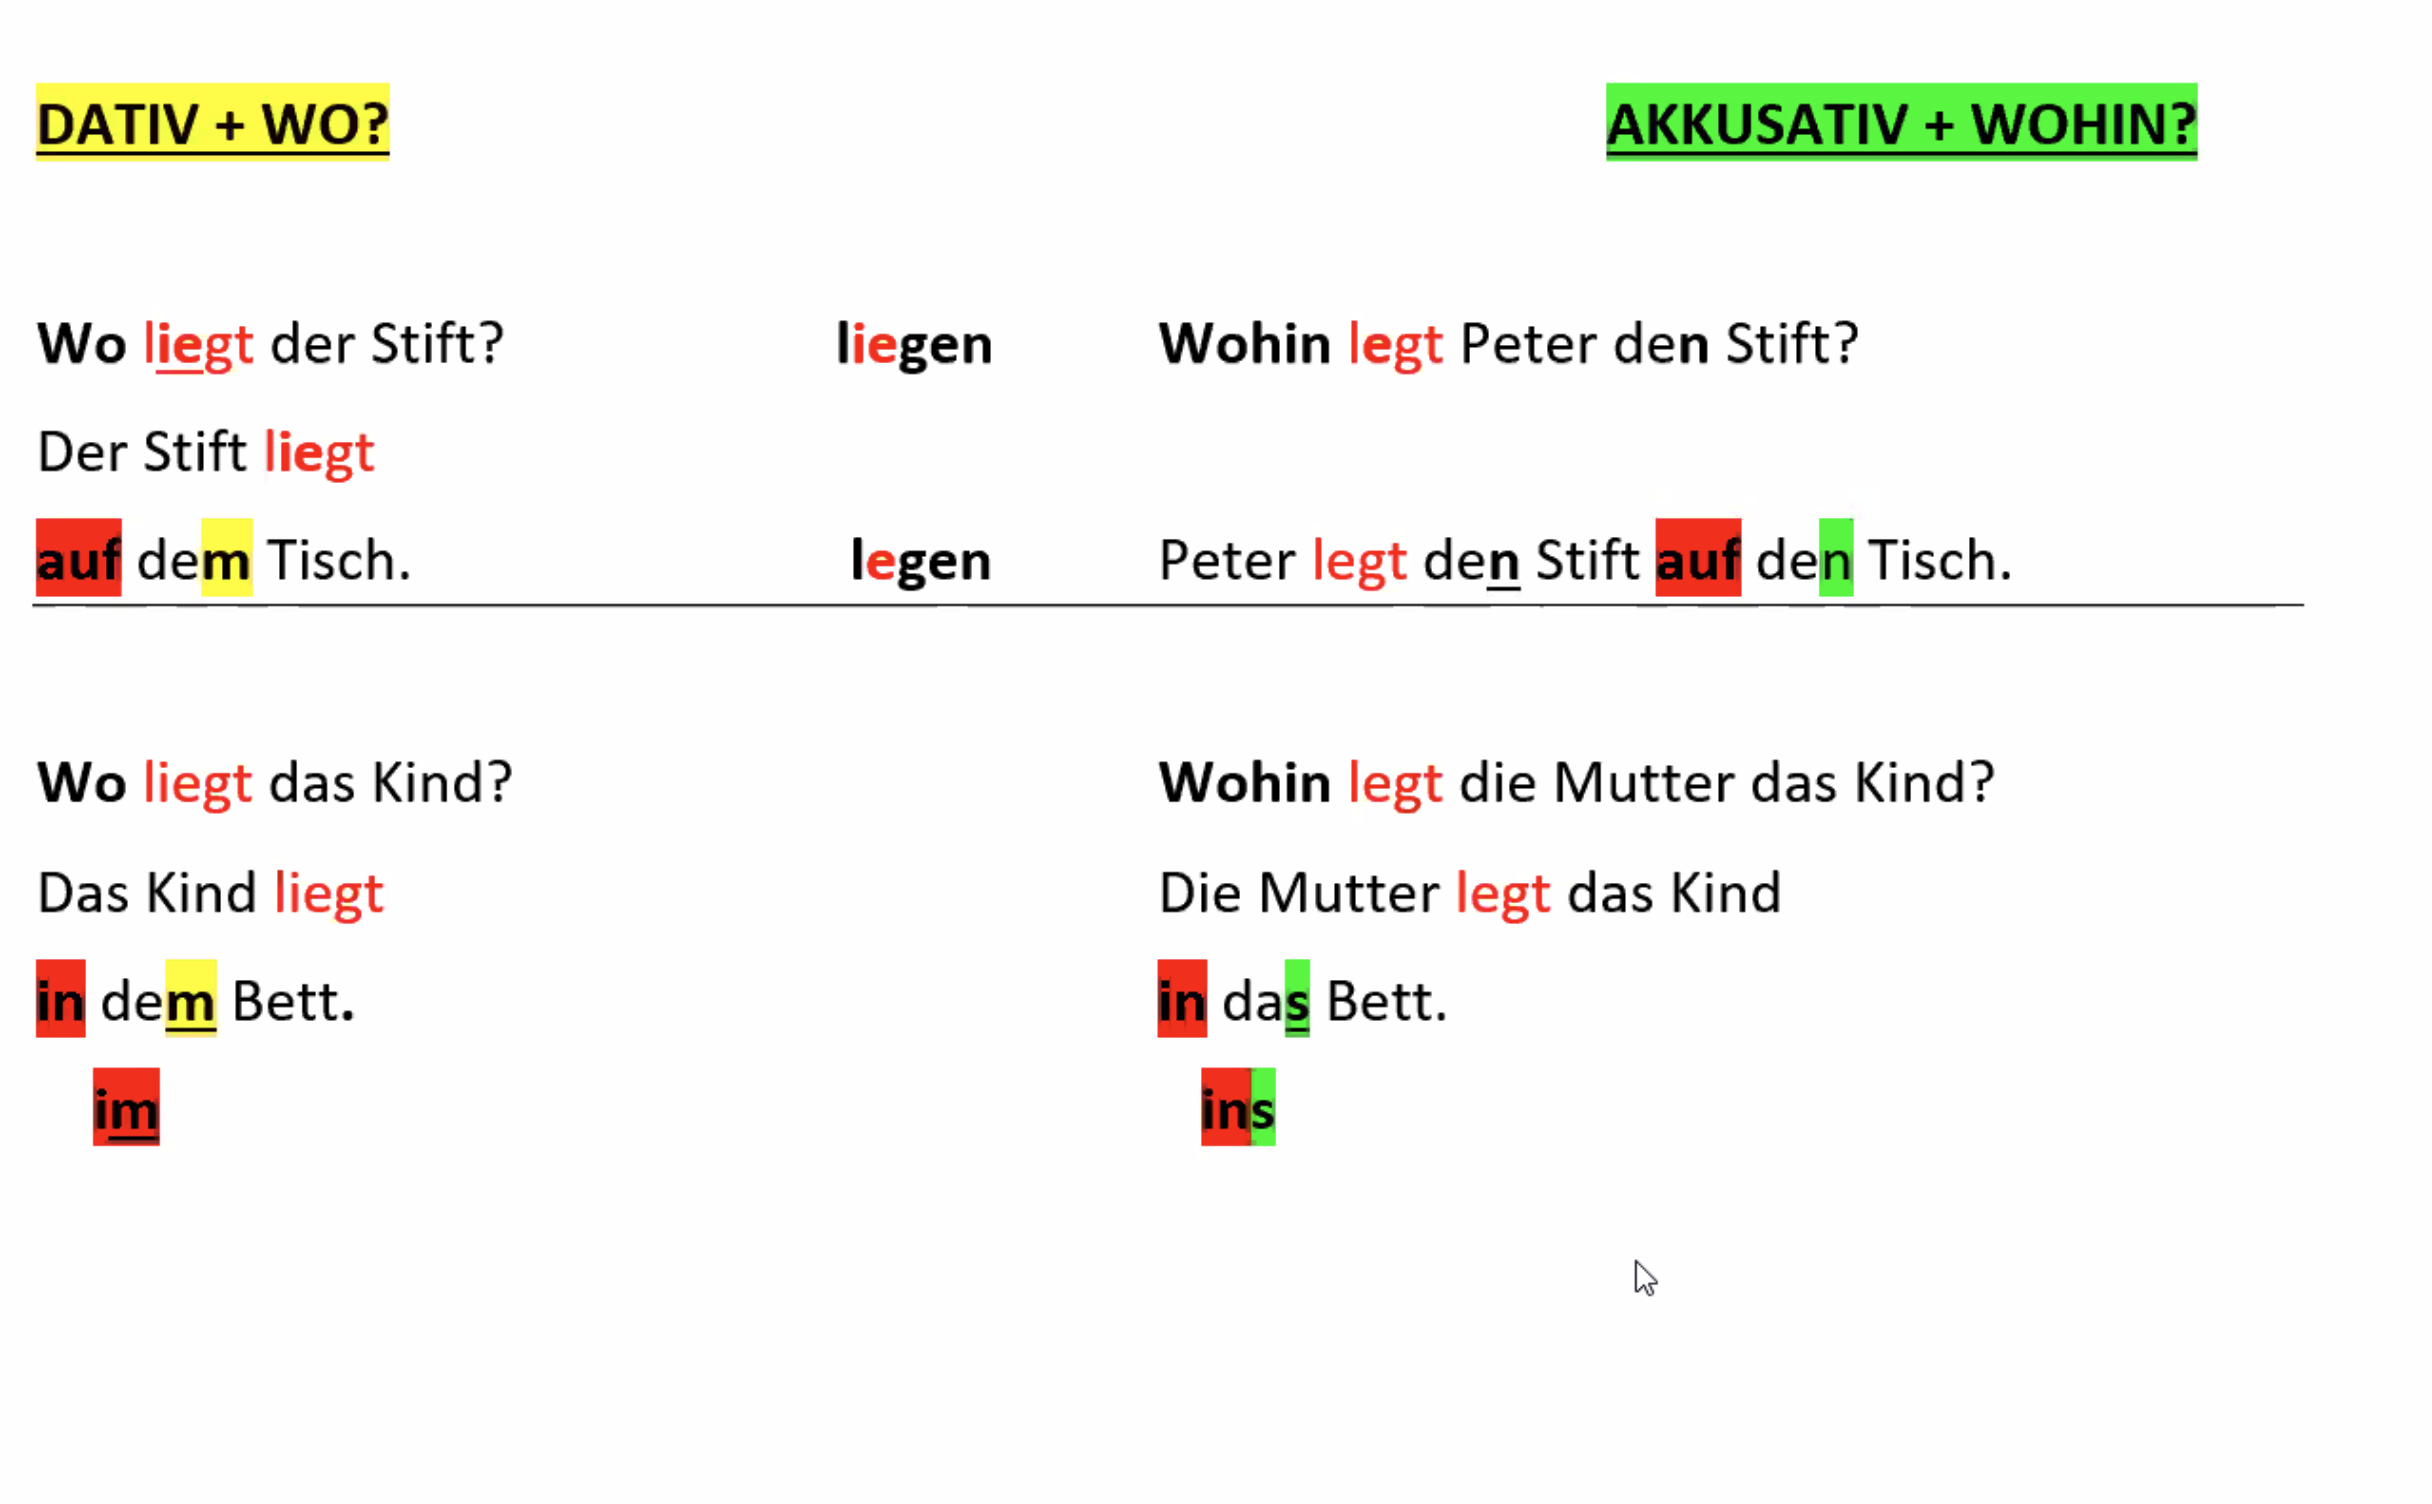 DATIV + WO?
AKKUSATIV + WOHIN?
Wo liegt der Stift?
liegen
Wohin legt Peter den Stift?
Der Stift liegt
auf dem Tisch.
legen
Peter legt den Stift auf den Tisch.
Wo liegt das Kind?
Wohin legt die Mutter das Kind?
Das Kind liegt
Die Mutter legt das Kind
in dem Bett.
in das Bett.
im
ins